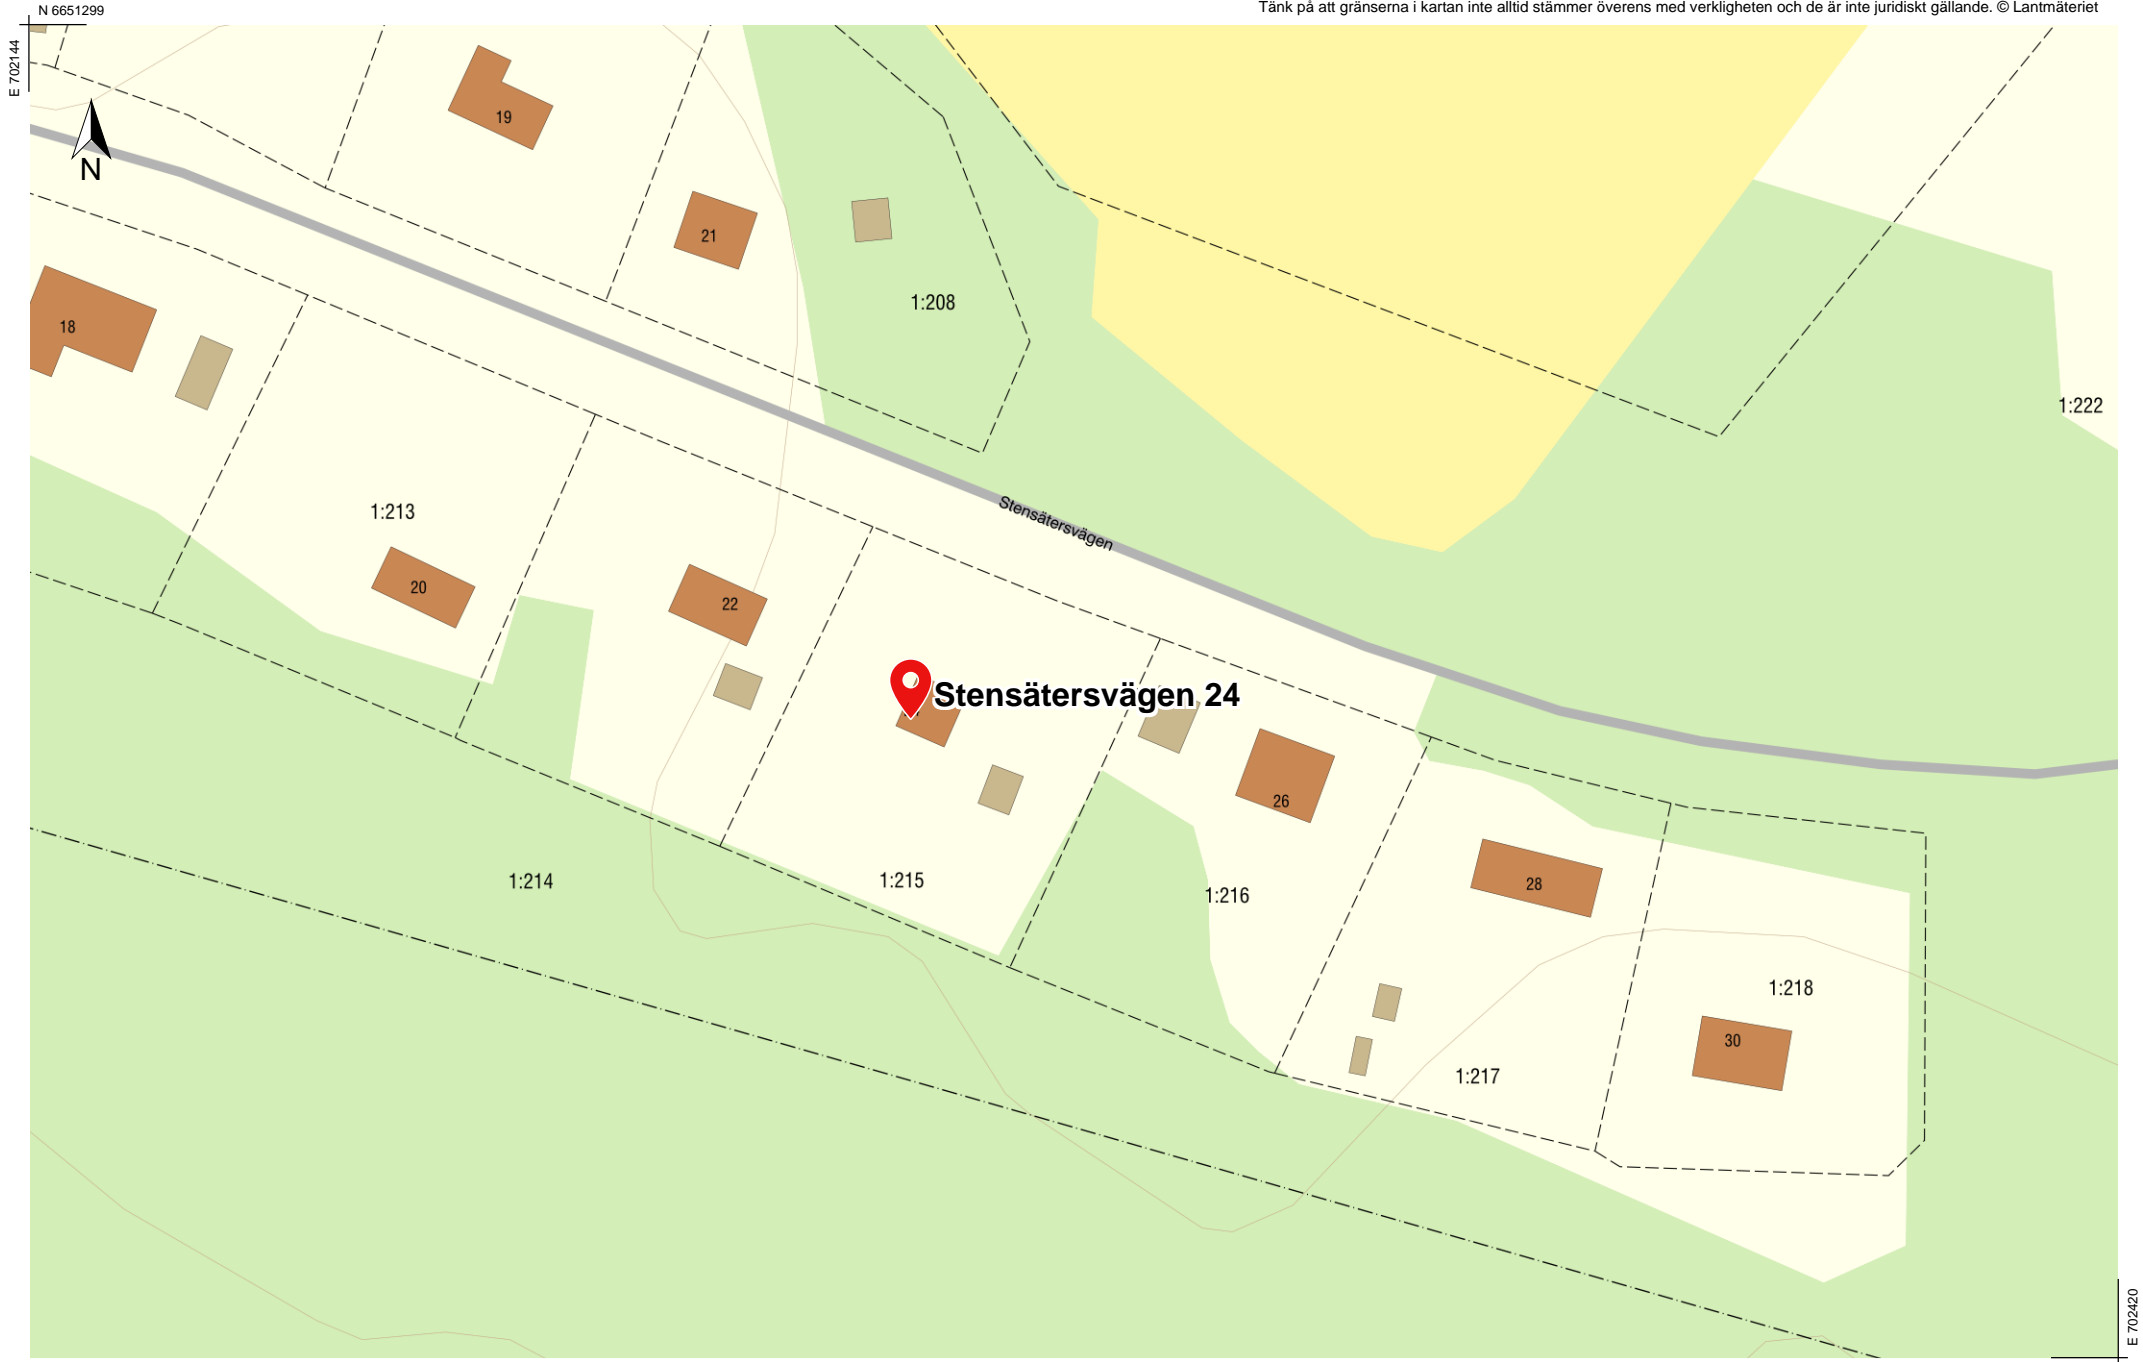 N 6651299
Tänk på att gränserna i kartan inte alltid stämmer överens med verkligheten och de är inte juridiskt gällande. © Lantmäteriet
E 702144
N
19
21
18
1:208
1:222
1:213
Stensätersvägen
20
22
Stensätersvägen 24
26
1:214
1:215
1:216
28
1:218
30
1:217
E 702420